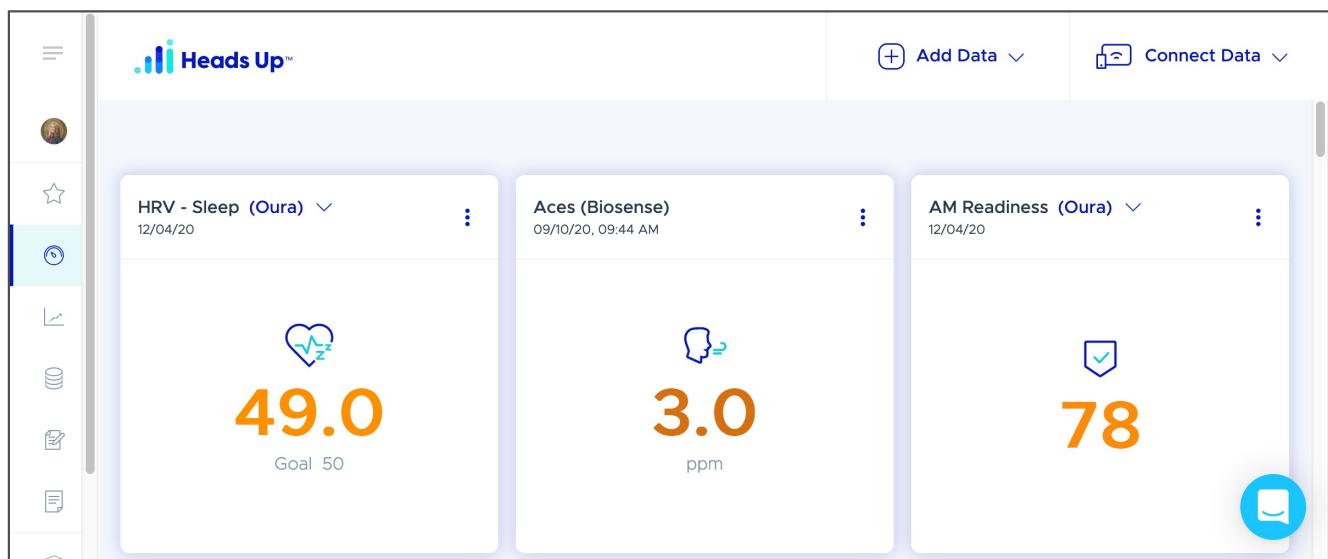 Heads Up™
Add Data
Connect Data
HRV - Sleep (Oura)
12/04/20
49.0
Goal 50
Aces (Biosense)
09/10/20, 09:44 AM
3.0
ppm
AM Readiness (Oura)
12/04/20
78